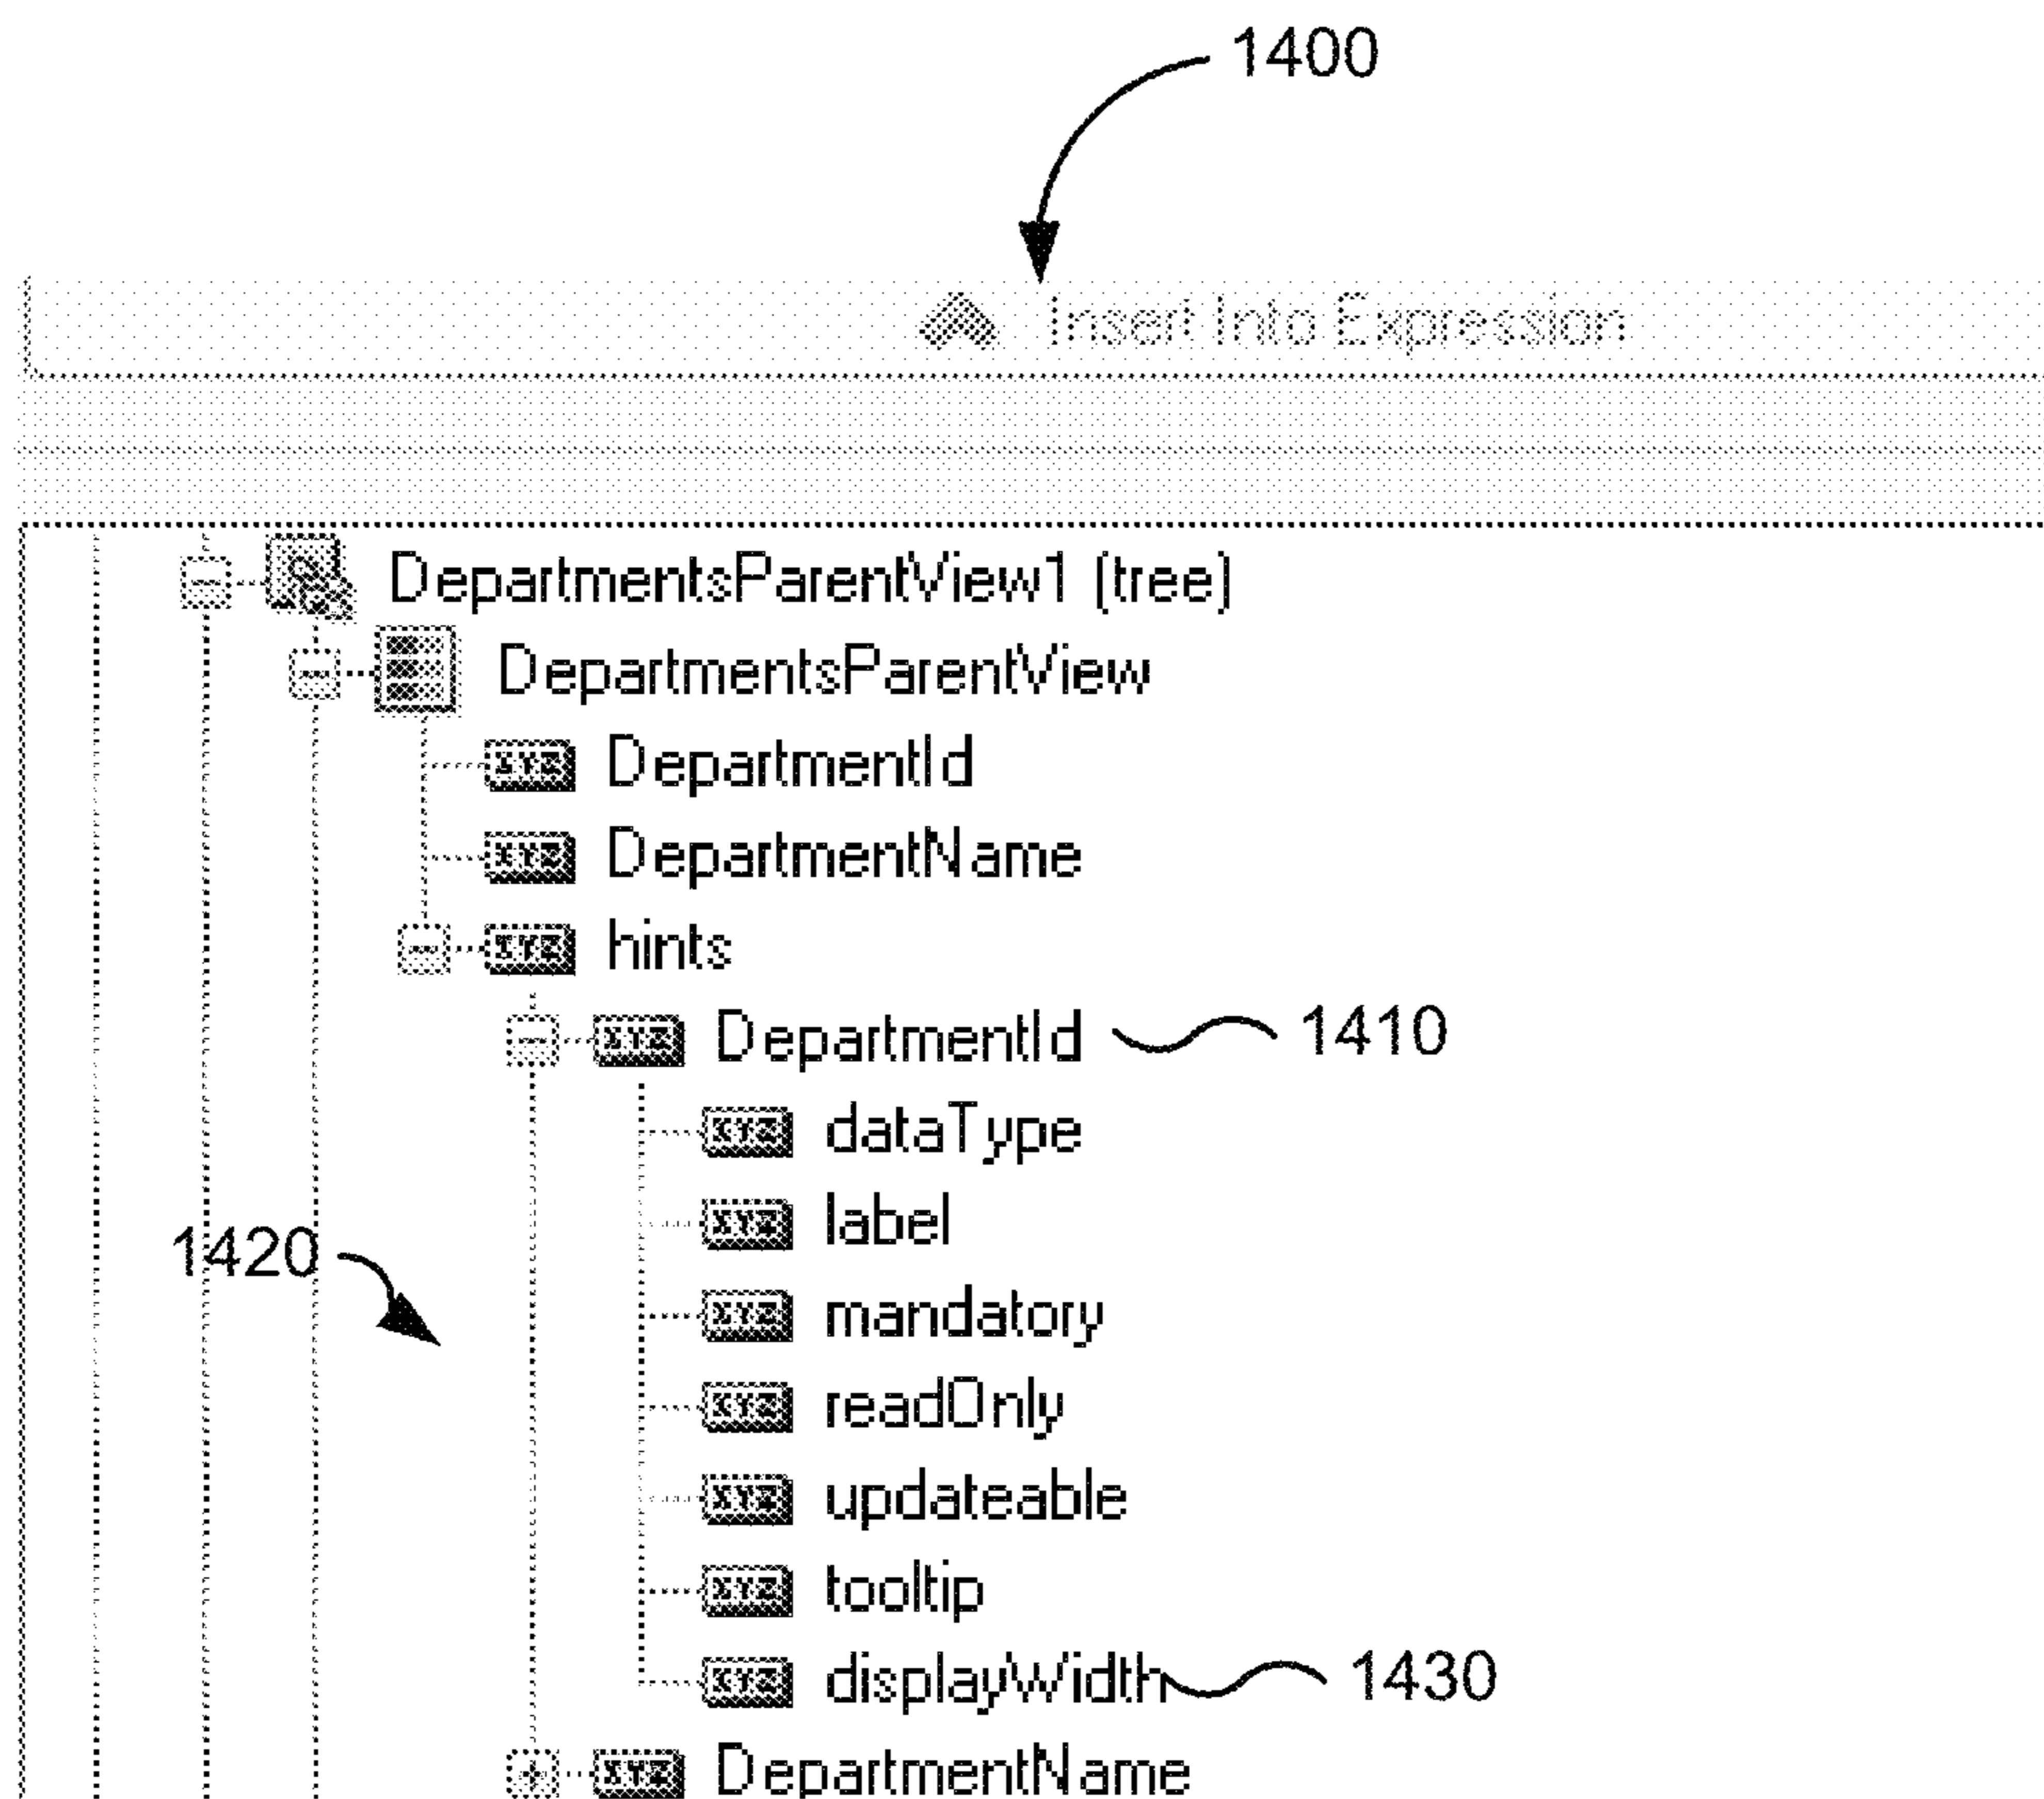 1400
Insert Into Expression
DepartmentsParentView1 (tree)
DepartmentsParentView
DepartmentId
DepartmentName
hints
DepartmentId 1410
dataType
label
1420
mandatory
readOnly
updateable
tooltip
displayWidth 1430
DepartmentName